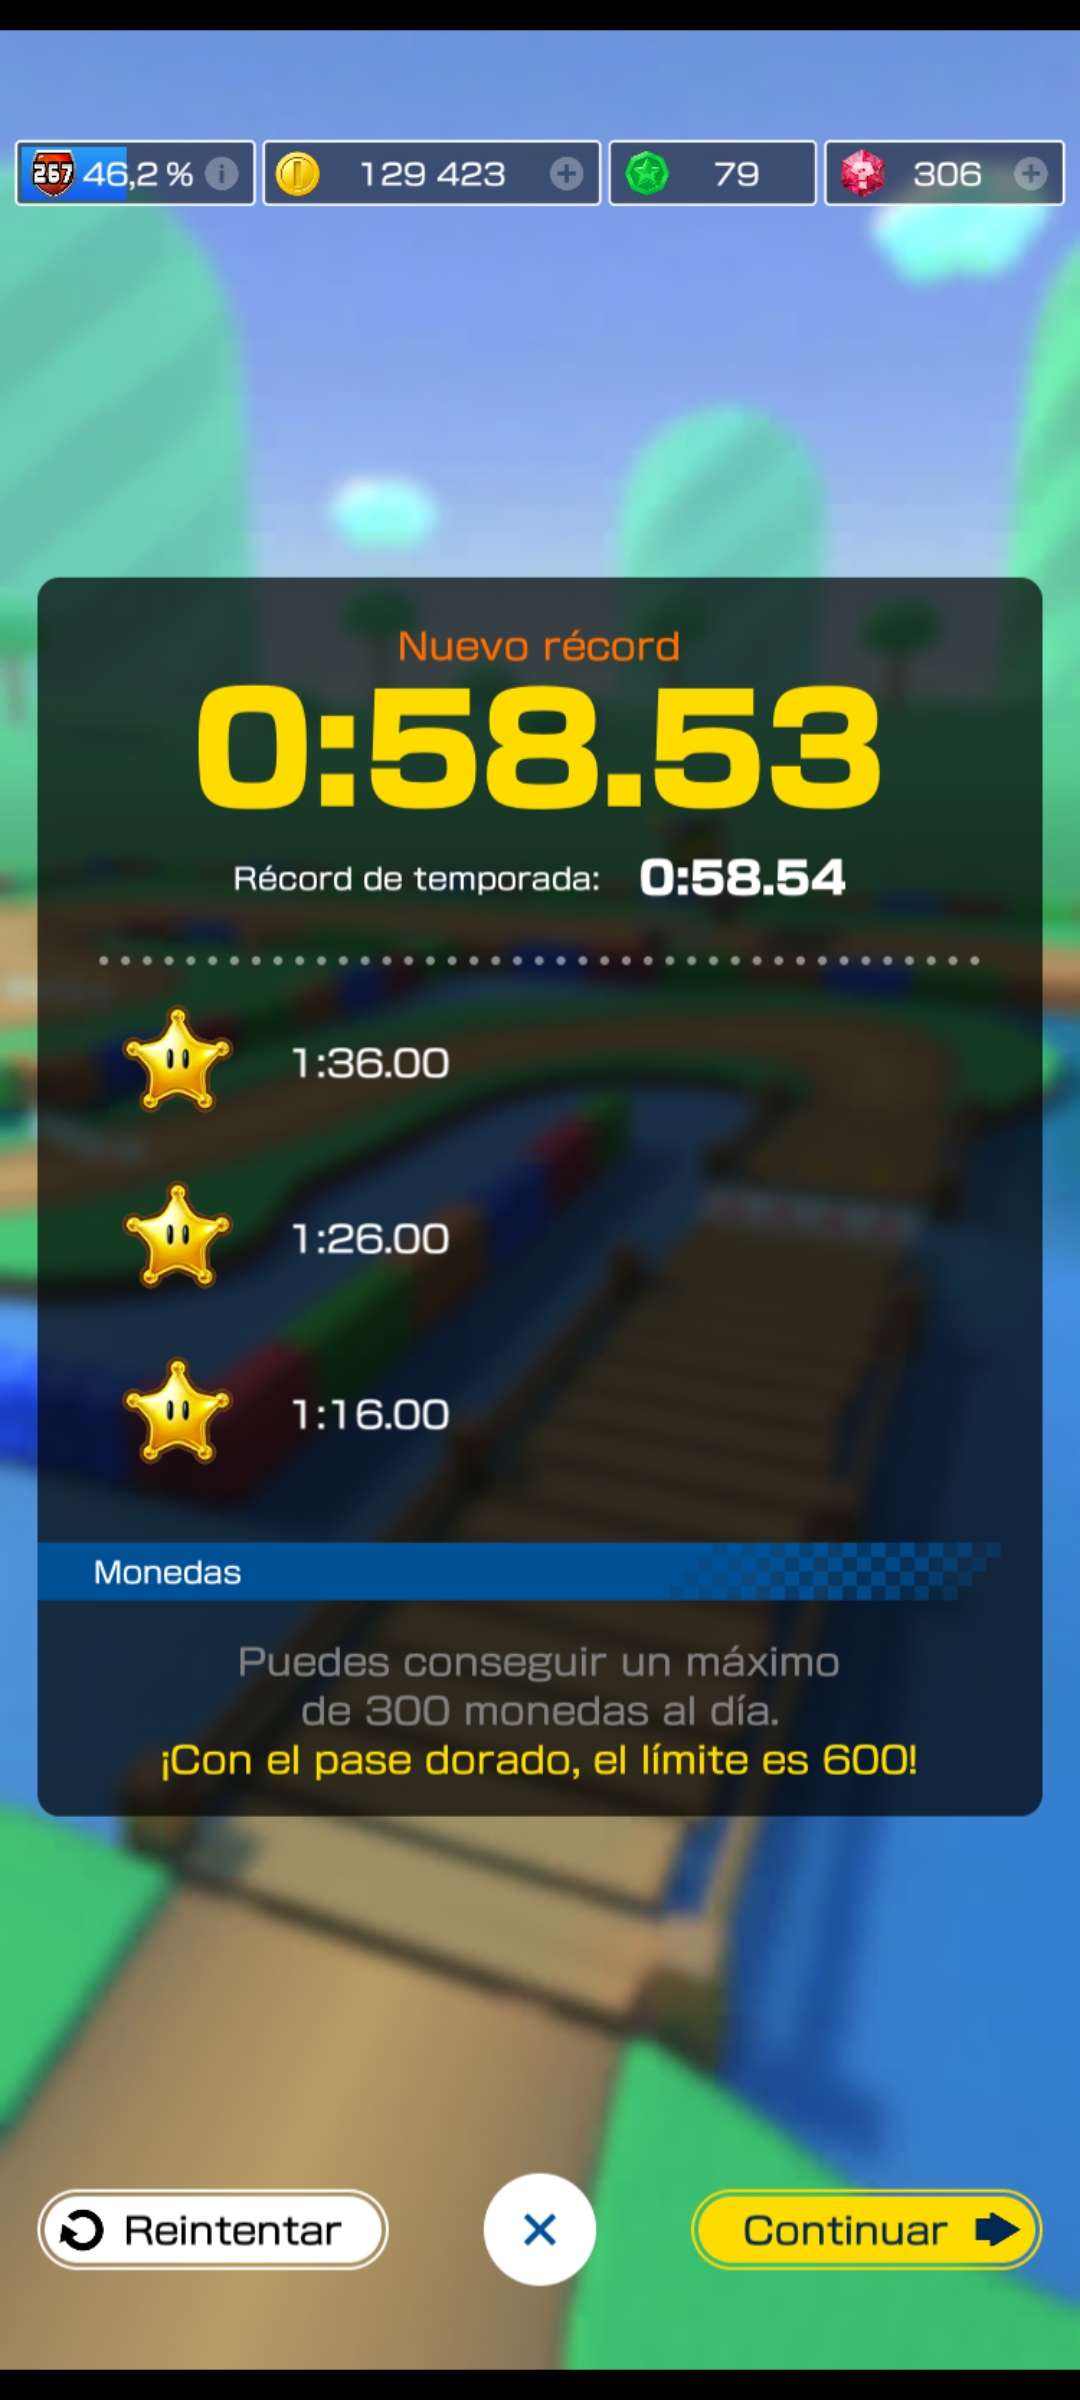 267 46,2 % i 129 423 + 79 306 +
Nuevo récord
0:58.53
Récord de temporada: 0:58.54
1:36.00
1:26.00
1:16.00
Monedas
Puedes conseguir un máximo
de 300 monedas al día.
¡Con el pase dorado, el límite es 600!
Reintentar × Continuar